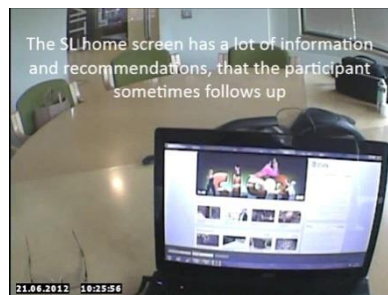 The SL home screen has a lot of information
and recommendations, that the participant
sometimes follows up
21.06.2012 10:25:56